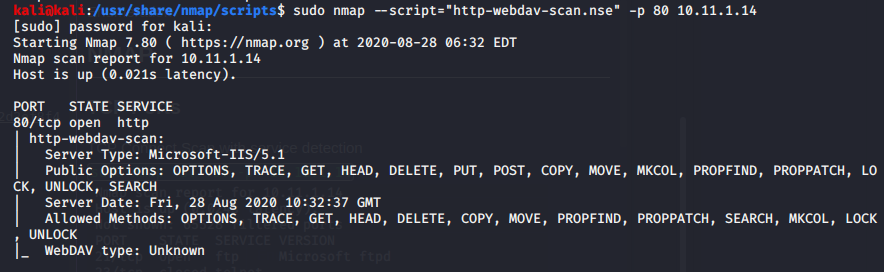 kali@kali:/usr/share/nmap/scripts$ sudo nmap --script="http-webdav-scan.nse" -p 80 10.11.1.14
[sudo] password for kali:
Starting Nmap 7.80 ( https://nmap.org ) at 2020-08-28 06:32 EDT
Nmap scan report for 10.11.1.14
Host is up (0.021s latency).
PORT   STATE SERVICE
80/tcp open  http
| http-webdav-scan:
|   Server Type: Microsoft-IIS/5.1
|   Public Options: OPTIONS, TRACE, GET, HEAD, DELETE, PUT, POST, COPY, MOVE, MKCOL, PROPFIND, PROPPATCH, LO
CK, UNLOCK, SEARCH
|   Server Date: Fri, 28 Aug 2020 10:32:37 GMT
|   Allowed Methods: OPTIONS, TRACE, GET, HEAD, DELETE, COPY, MOVE, PROPFIND, PROPPATCH, SEARCH, MKCOL, LOCK
, UNLOCK
|_  WebDAV type: Unknown